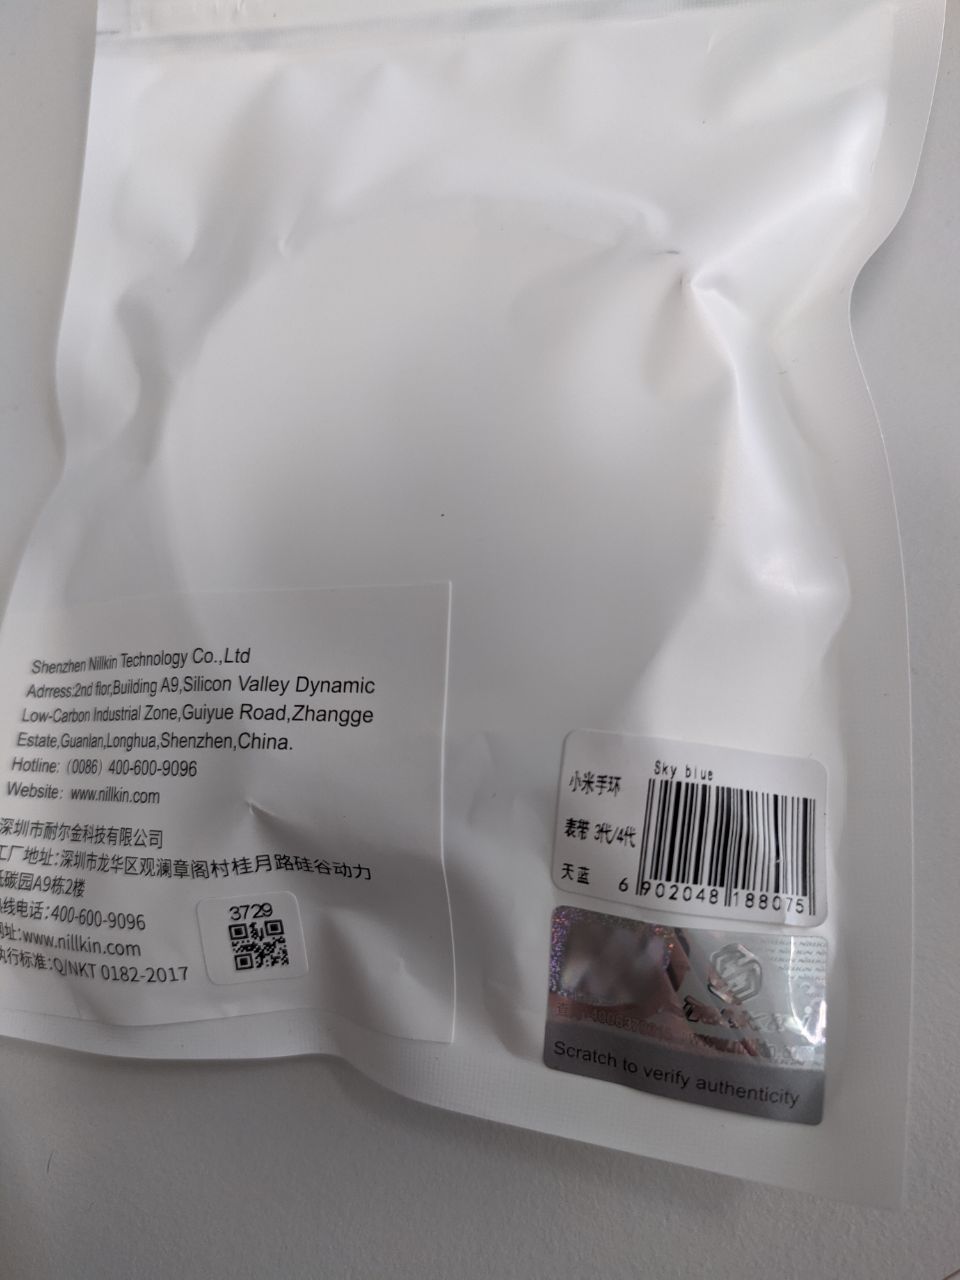 Shenzhen Nillkin Technology Co.,Ltd
Adrress:2nd flor,Building A9,Silicon Valley Dynamic
Low-Carbon Industrial Zone,Guiyue Road,Zhangge
Estate,Guanlan,Longhua,Shenzhen,China.
Hotline: (0086) 400-600-9096
Website: www.nillkin.com
深圳市耐尔金科技有限公司
工厂地址:深圳市龙华区观澜章阁村桂月路硅谷动力
低碳园A9栋2楼
热线电话:400-600-9096
网址:www.nillkin.com
执行标准:Q/NKT 0182-2017
3729
Sky blue
小米手环
表带 3代/4代
天蓝
6 902048 188075
Scratch to verify authenticity